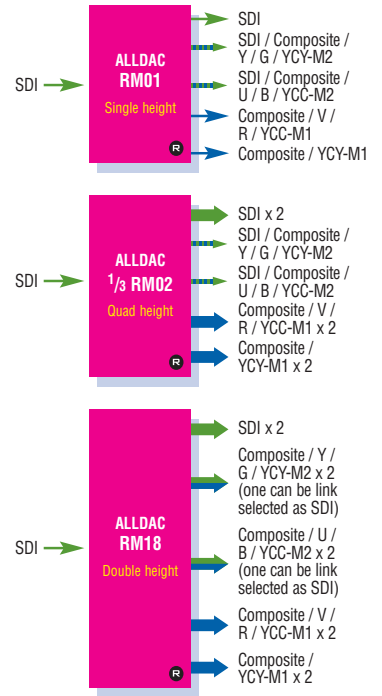 SDI
ALLDAC
RM01
Single height
R
SDI
SDI / Composite /
Y / G / YCY-M2
SDI / Composite /
U / B / YCC-M2
Composite / V /
R / YCC-M1
Composite / YCY-M1
SDI
ALLDAC
1/3 RM02
Quad height
R
SDI x 2
SDI / Composite /
Y / G / YCY-M2
SDI / Composite /
U / B / YCC-M2
Composite / V /
R / YCC-M1 x 2
Composite /
YCY-M1 x 2
SDI
ALLDAC
RM18
Double height
R
SDI x 2
Composite / Y /
G / YCY-M2 x 2
(one can be link
selected as SDI)
Composite / U /
B / YCC-M2 x 2
(one can be link
selected as SDI)
Composite / V /
R / YCC-M1 x 2
Composite /
YCY-M1 x 2